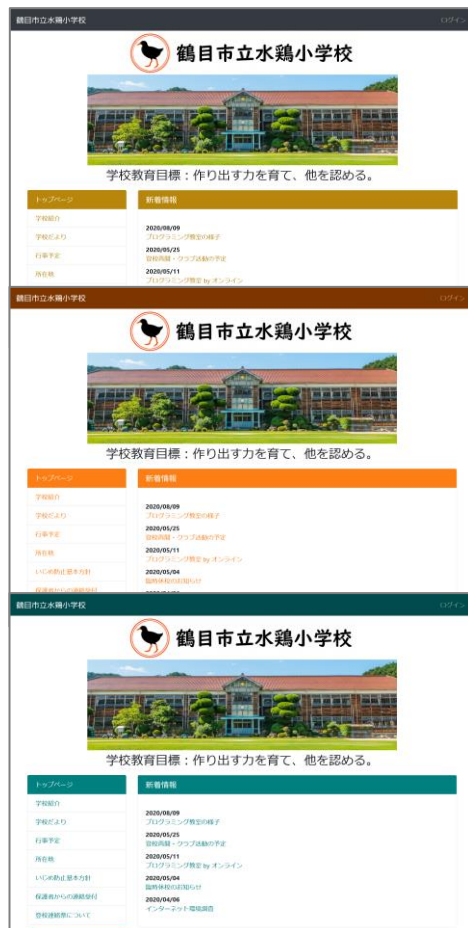 鶴目市立水鶏小学校 ログイン
鶴目市立水鶏小学校
学校教育目標：作り出す力を育て、他を認める。
トップページ 新着情報
学校紹介
2020/08/09
学校だより プログラミング教室の様子
2020/05/25
行事予定 登校再開・クラブ活動の予定
2020/05/11
所在地 プログラミング教室 by オンライン
鶴目市立水鶏小学校 ログイン
鶴目市立水鶏小学校
学校教育目標：作り出す力を育て、他を認める。
トップページ 新着情報
学校紹介
2020/08/09
学校だより プログラミング教室の様子
2020/05/25
行事予定 登校再開・クラブ活動の予定
2020/05/11
所在地 プログラミング教室 by オンライン
いじめ防止基本方針 2020/05/04
臨時休校のお知らせ
保護者からの連絡受付
鶴目市立水鶏小学校 ログイン
鶴目市立水鶏小学校
学校教育目標：作り出す力を育て、他を認める。
トップページ 新着情報
学校紹介
2020/08/09
学校だより プログラミング教室の様子
2020/05/25
行事予定 登校再開・クラブ活動の予定
2020/05/11
所在地 プログラミング教室 by オンライン
いじめ防止基本方針 2020/05/04
臨時休校のお知らせ
保護者からの連絡受付 2020/04/06
インターネット環境調査
登校連絡票について